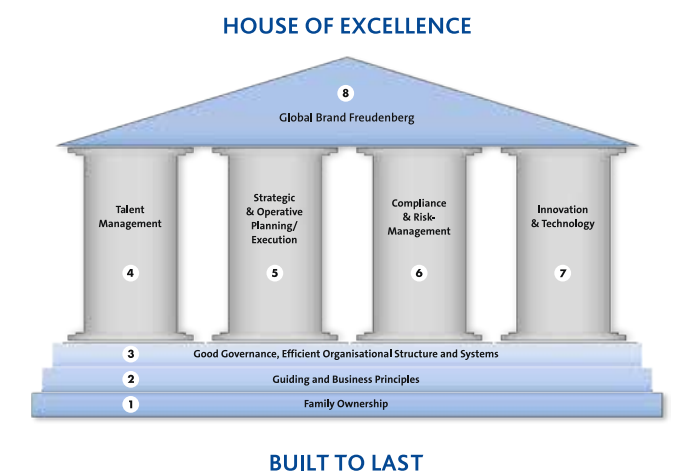 HOUSE OF EXCELLENCE
8
Global Brand Freudenberg
Talent
Management
4
Strategic
& Operative
Planning/
Execution
5
Compliance
& Risk-
Management
6
Innovation
& Technology
7
3 Good Governance, Efficient Organisational Structure and Systems
2 Guiding and Business Principles
1 Family Ownership
BUILT TO LAST